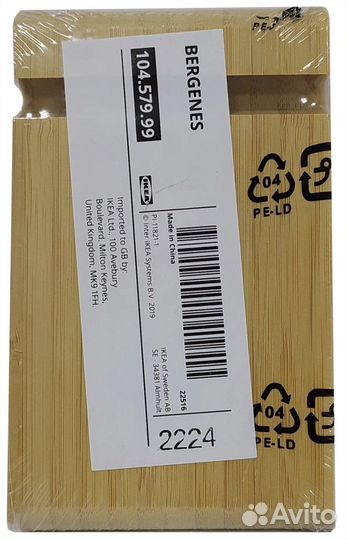 BERGENES
104.579.99
IKEA
PI-11821-1
© Inter IKEA Systems B.V. 2019
Made in China
22516
Imported to GB by:
IKEA Ltd., 100 Avebury
Boulevard, Milton Keynes,
United Kingdom, MK9 1FH.
IKEA of Sweden AB
SE - 34381 Älmhult
2224
04
PE-LD
04
PE-LD
Avito